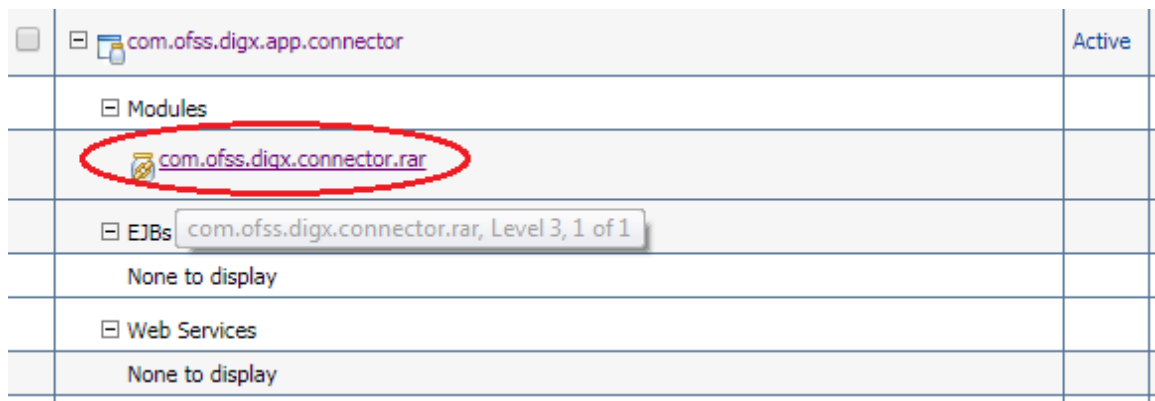 com.ofss.digx.app.connector Active
Modules
com.ofss.digx.connector.rar
EJBs com.ofss.digx.connector.rar, Level 3, 1 of 1
None to display
Web Services
None to display